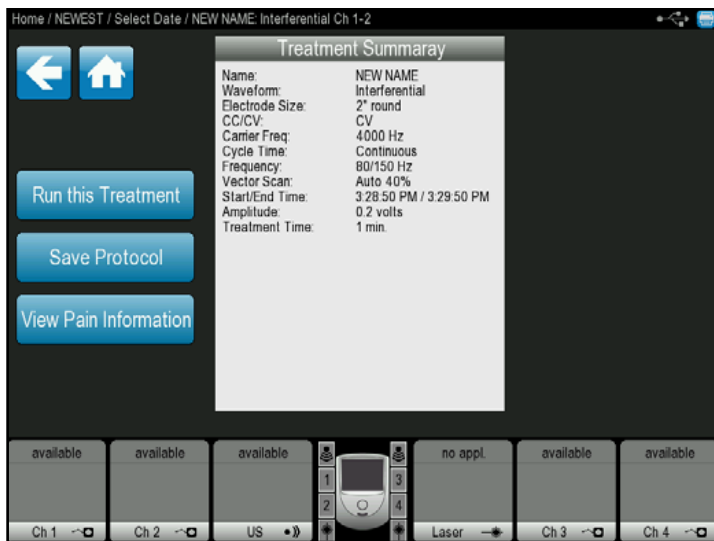 Home / NEWEST / Select Date / NEW NAME: Interferential Ch 1-2
Treatment Summaray
Name: NEW NAME
Waveform: Interferential
Electrode Size: 2" round
CC/CV: CV
Carrier Freq: 4000 Hz
Cycle Time: Continuous
Frequency: 80/150 Hz
Vector Scan: Auto 40%
Start/End Time: 3:28:50 PM / 3:29:50 PM
Amplitude: 0.2 volts
Treatment Time: 1 min.
Run this Treatment
Save Protocol
View Pain Information
available available available no appl. available available
1 3
2 4
Ch 1 Ch 2 US Laser Ch 3 Ch 4